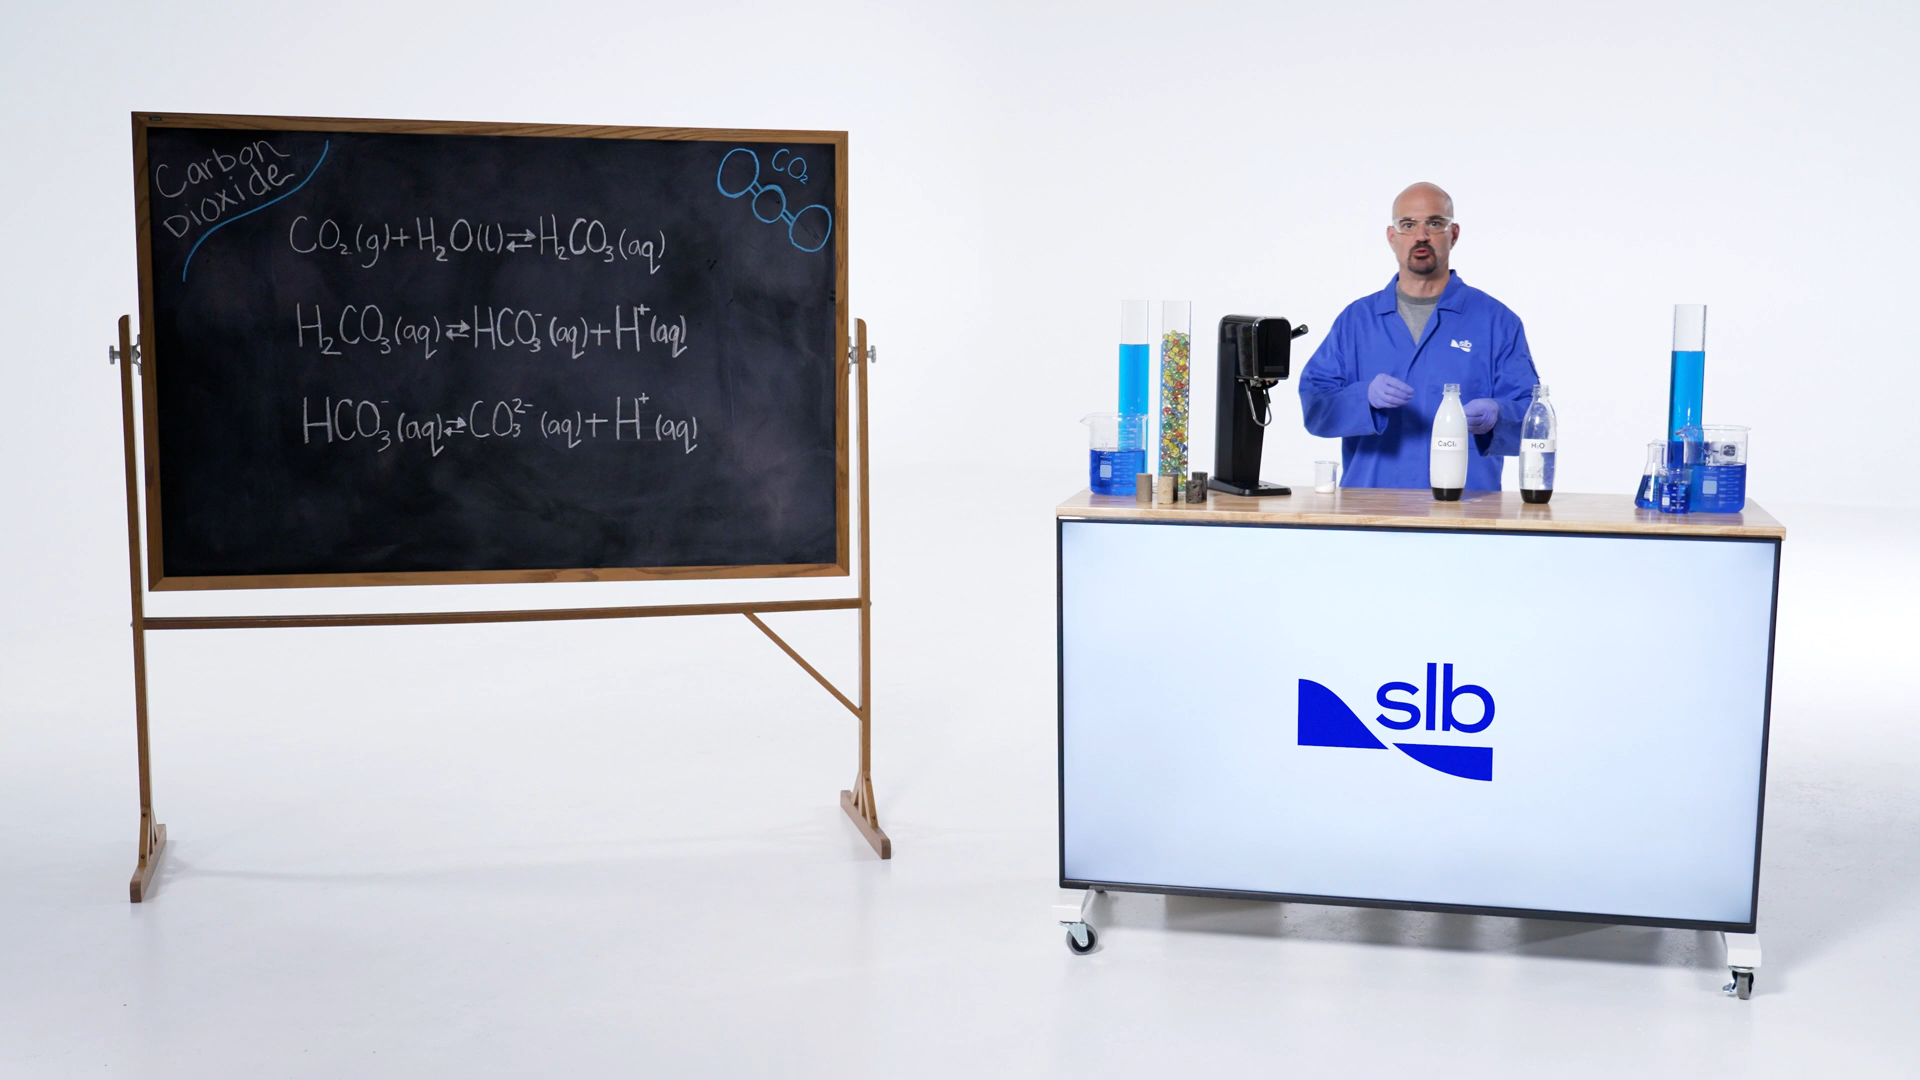 Carbon
Dioxide
CO₂
CO₂(g)+H₂O(l)⇄H₂CO₃(aq)
H₂CO₃(aq)⇄HCO₃⁻(aq)+H⁺(aq)
HCO₃⁻(aq)⇄CO₃²⁻(aq)+H⁺(aq)
slb
CaCl₂
H₂O
slb